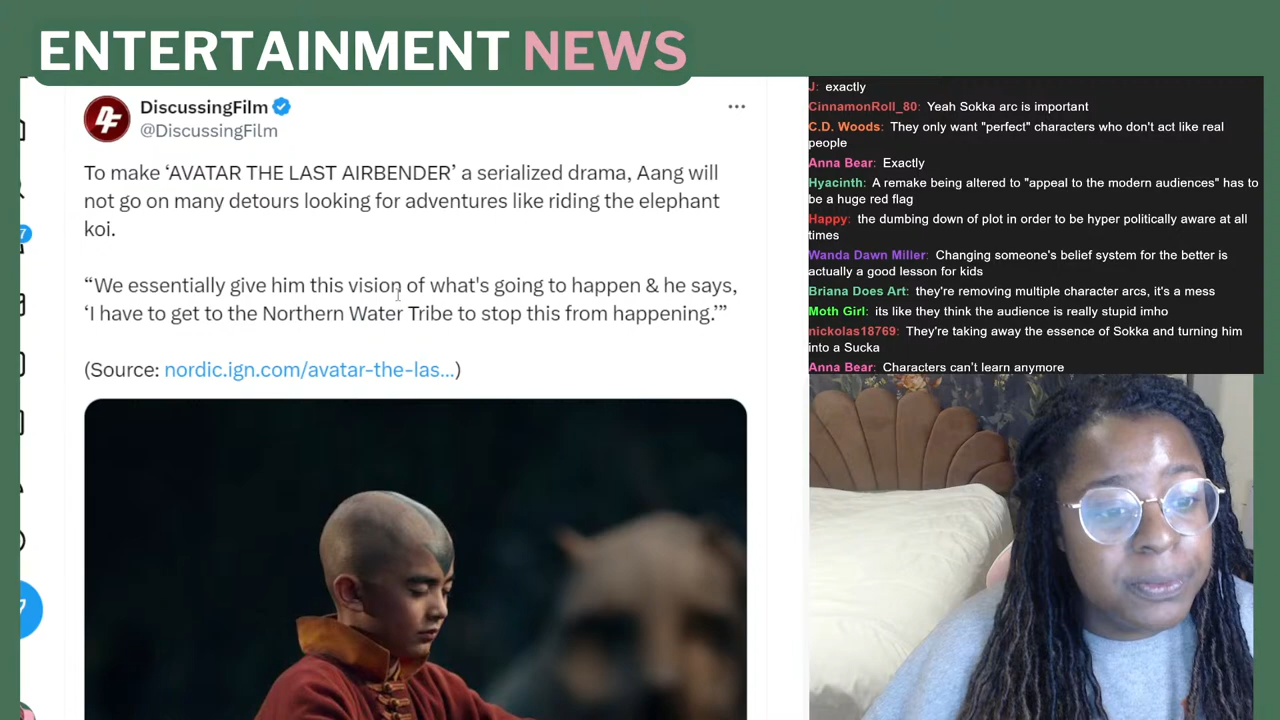 ENTERTAINMENT NEWS
DiscussingFilm
@DiscussingFilm
To make ‘AVATAR THE LAST AIRBENDER’ a serialized drama, Aang will
not go on many detours looking for adventures like riding the elephant
koi.
“We essentially give him this vision of what's going to happen & he says,
‘I have to get to the Northern Water Tribe to stop this from happening.’”
(Source: nordic.ign.com/avatar-the-las...)
J: exactly
CinnamonRoll_80: Yeah Sokka arc is important
C.D. Woods: They only want "perfect" characters who don't act like real
people
Anna Bear: Exactly
Hyacinth: A remake being altered to "appeal to the modern audiences" has to
be a huge red flag
Happy: the dumbing down of plot in order to be hyper politically aware at all
times
Wanda Dawn Miller: Changing someone's belief system for the better is
actually a good lesson for kids
Briana Does Art: they're removing multiple character arcs, it's a mess
Moth Girl: its like they think the audience is really stupid imho
nickolas18769: They're taking away the essence of Sokka and turning him
into a Sucka
Anna Bear: Characters can't learn anymore